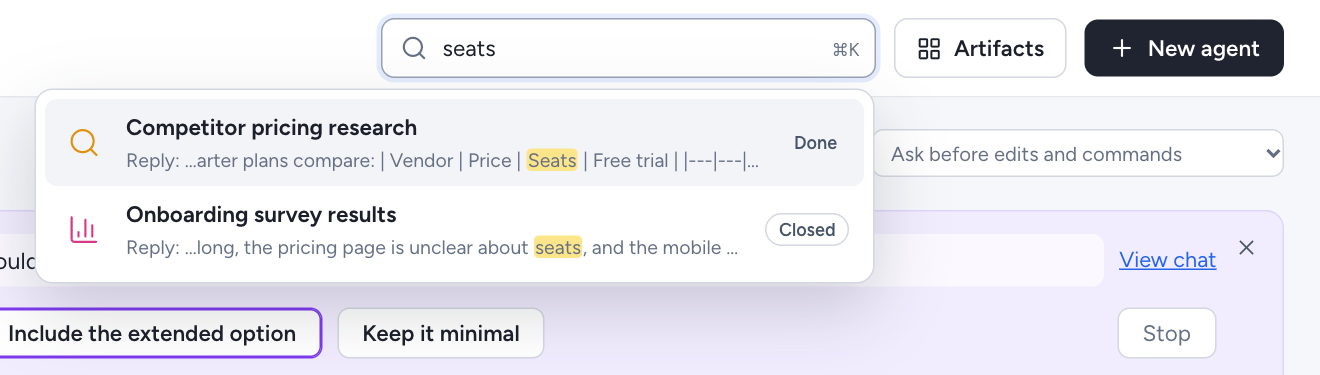 seats
⌘K
Artifacts
New agent
Competitor pricing research
Reply: ...arter plans compare: | Vendor | Price | Seats | Free trial | |---|---|...
Done
Ask before edits and commands
Onboarding survey results
Reply: ...long, the pricing page is unclear about seats, and the mobile ...
Closed
View chat
Include the extended option
Keep it minimal
Stop